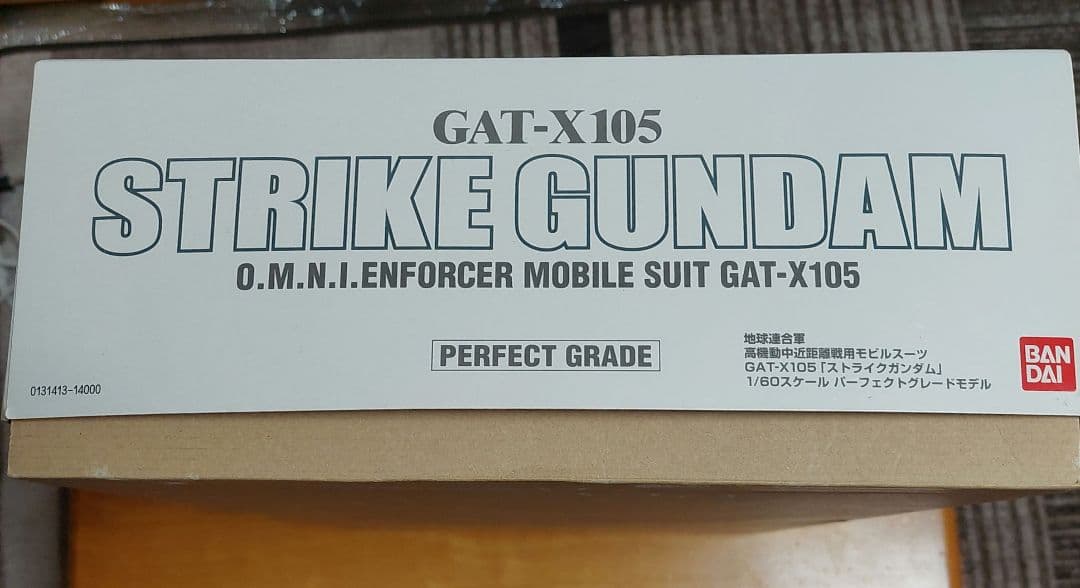 GAT-X105
STRIKE GUNDAM
O.M.N.I.ENFORCER MOBILE SUIT GAT-X105
PERFECT GRADE
地球連合軍
高機動中近距離戦用モビルスーツ
GAT-X105「ストライクガンダム」
1/60スケール パーフェクトグレードモデル
BAN
DAI
0131413-14000